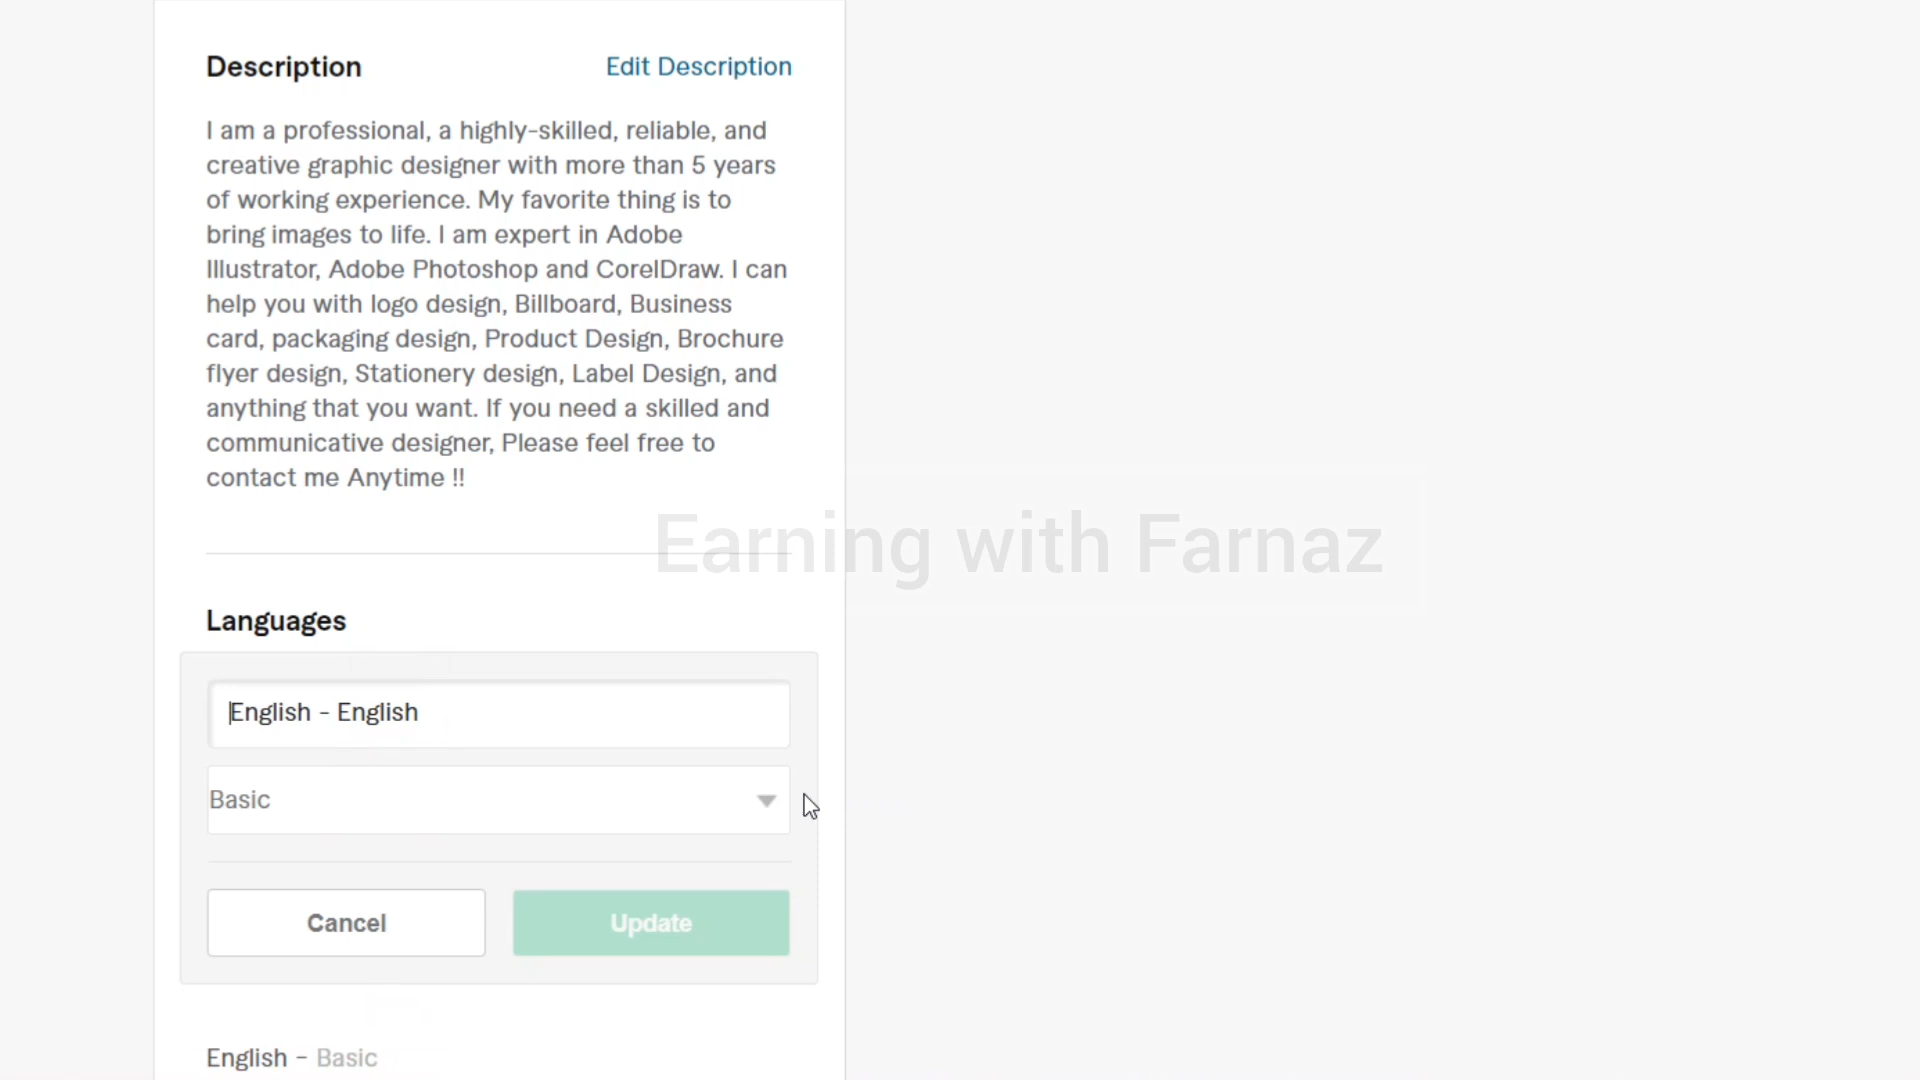 Description
Edit Description
I am a professional, a highly-skilled, reliable, and
creative graphic designer with more than 5 years
of working experience. My favorite thing is to
bring images to life. I am expert in Adobe
Illustrator, Adobe Photoshop and CorelDraw. I can
help you with logo design, Billboard, Business
card, packaging design, Product Design, Brochure
flyer design, Stationery design, Label Design, and
anything that you want. If you need a skilled and
communicative designer, Please feel free to
contact me Anytime !!
Earning with Farnaz
Languages
English - English
Basic
Cancel
Update
English - Basic